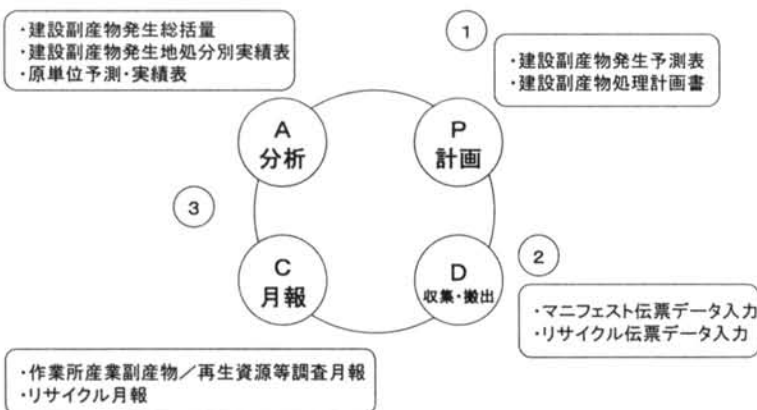 ・建設副産物発生総括量
・建設副産物発生地処分別実績表
・原単位予測・実績表
1
・建設副産物発生予測表
・建設副産物処理計画書
A
分析
P
計画
3
C
月報
D
収集・搬出
2
・マニフェスト伝票データ入力
・リサイクル伝票データ入力
・作業所産業副産物／再生資源等調査月報
・リサイクル月報